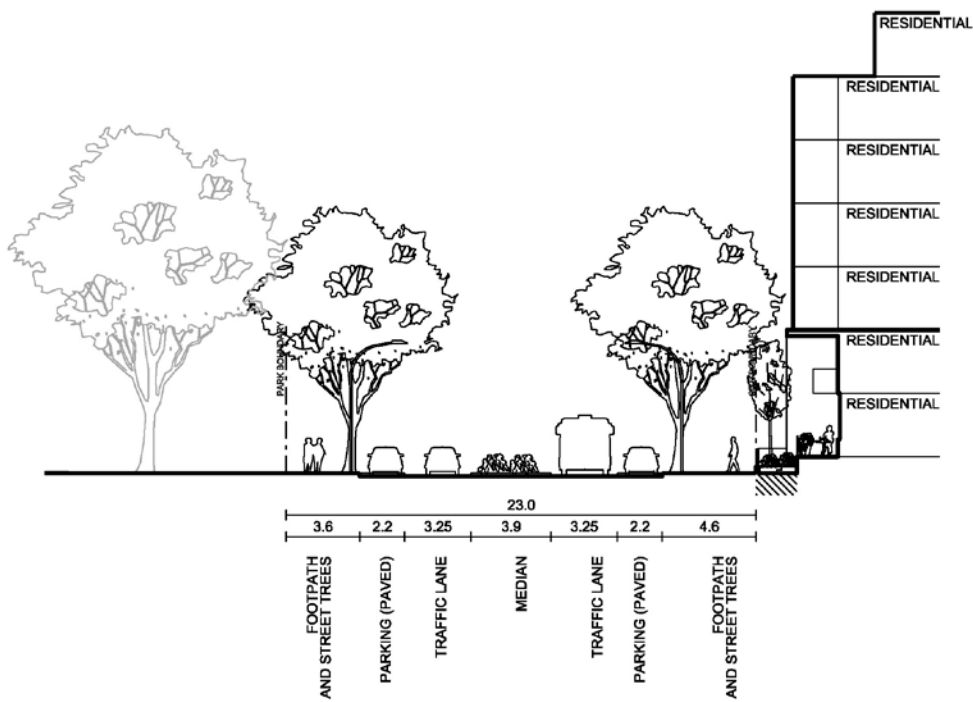 RESIDENTIAL
RESIDENTIAL
RESIDENTIAL
RESIDENTIAL
RESIDENTIAL
RESIDENTIAL
RESIDENTIAL
PARK BOUNDARY
23.0
3.6 2.2 3.25 3.9 3.25 2.2 4.6
FOOTPATH
AND STREET TREES
PARKING (PAVED)
TRAFFIC LANE
MEDIAN
TRAFFIC LANE
PARKING (PAVED)
FOOTPATH
AND STREET TREES